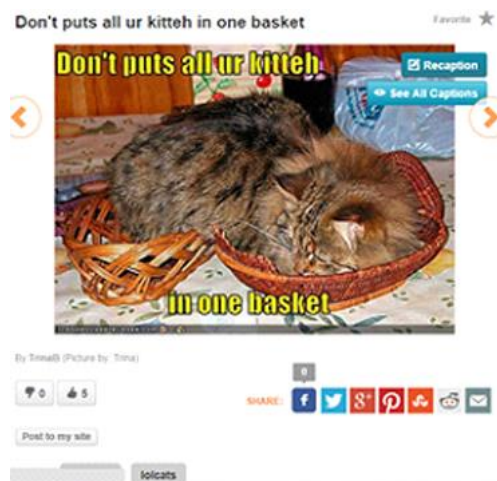 Don't puts all ur kitteh in one basket
Favorite
Don't puts all ur kitteh
Recaption
See All Captions
in one basket
By TrinaB (Picture by: Trina)
0
0
5
SHARE:
Post to my site
lolcats